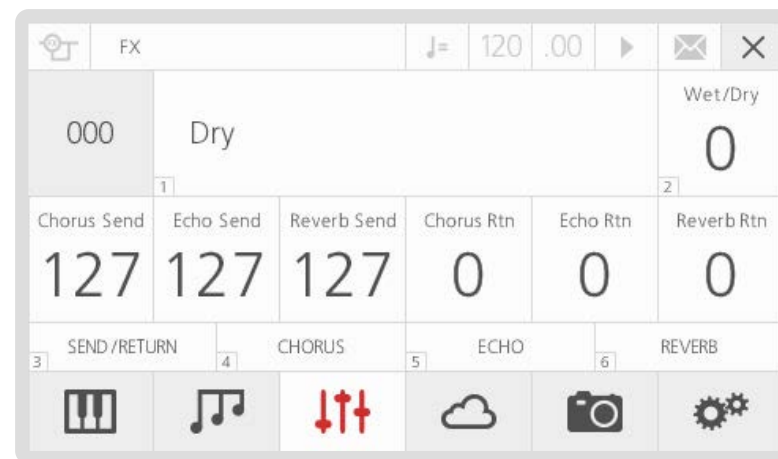 FX ♩= 120 .00
000 Dry Wet/Dry
0
1 2
Chorus Send Echo Send Reverb Send Chorus Rtn Echo Rtn Reverb Rtn
127 127 127 0 0 0
SEND/RETURN CHORUS ECHO REVERB
3 4 5 6